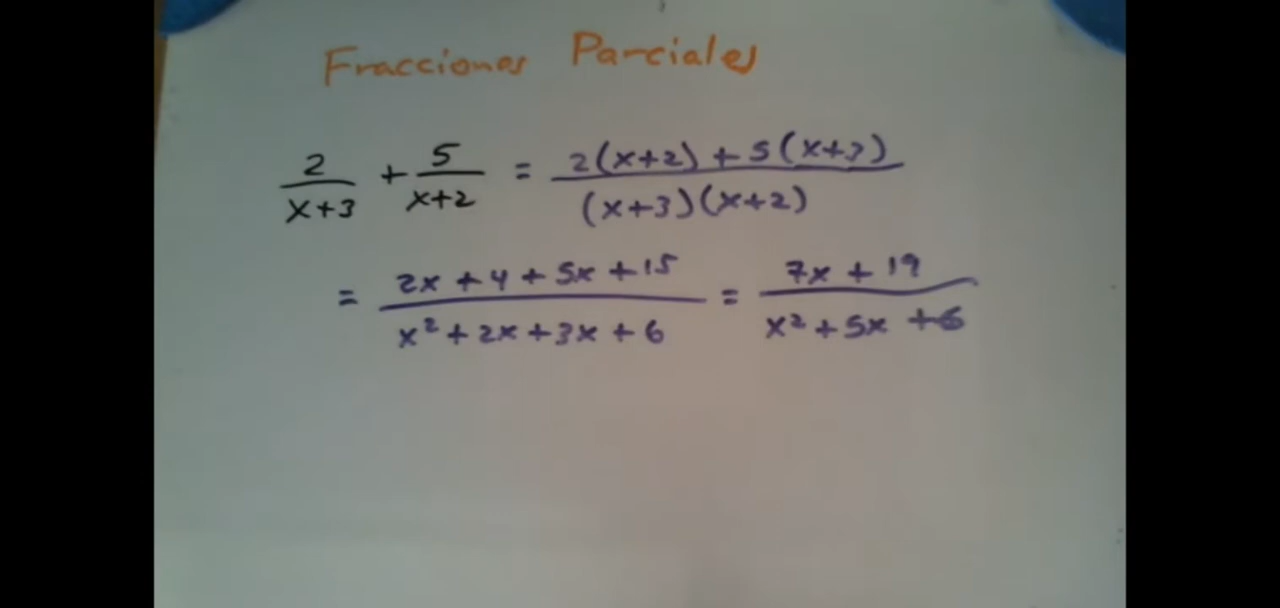 Fracciones Parciales
2/(x+3) + 5/(x+2) = (2(x+2) + 5(x+3))/((x+3)(x+2))
= (2x + 4 + 5x + 15)/(x² + 2x + 3x + 6) = (7x + 19)/(x² + 5x + 6)